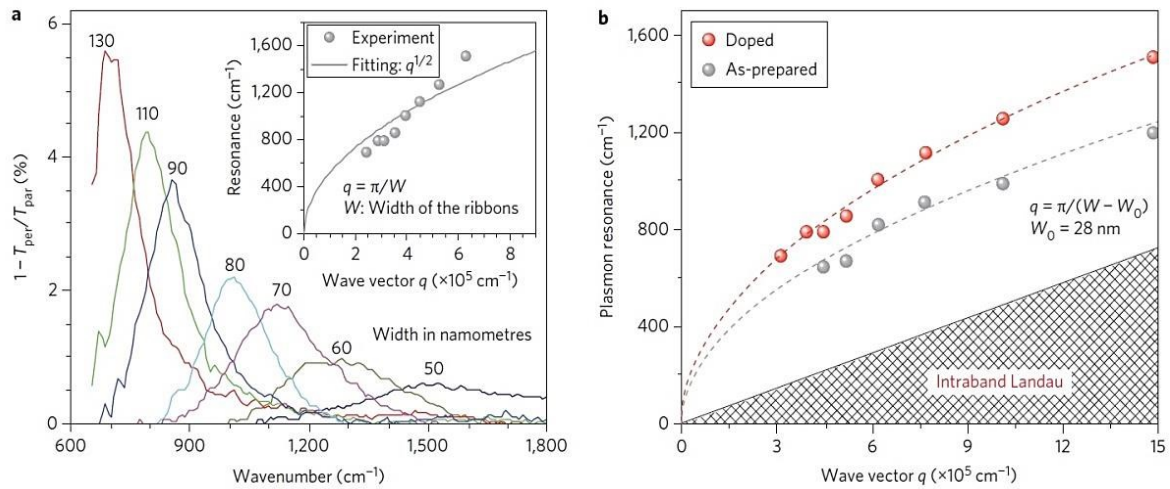 a
6
4
2
0
1 – Tper/Tpar (%)
130
110
90
80
70
60
50
Width in namometres
600
900
1,200
1,500
1,800
Wavenumber (cm−1)
1,600
1,200
800
400
0
Resonance (cm−1)
Experiment
Fitting: q1/2
q = π/W
W: Width of the ribbons
0
2
4
6
8
Wave vector q (×105 cm−1)
b
1,600
1,200
800
400
0
Plasmon resonance (cm−1)
Doped
As-prepared
q = π/(W – W0)
W0 = 28 nm
Intraband Landau
0
3
6
9
12
15
Wave vector q (×105 cm−1)